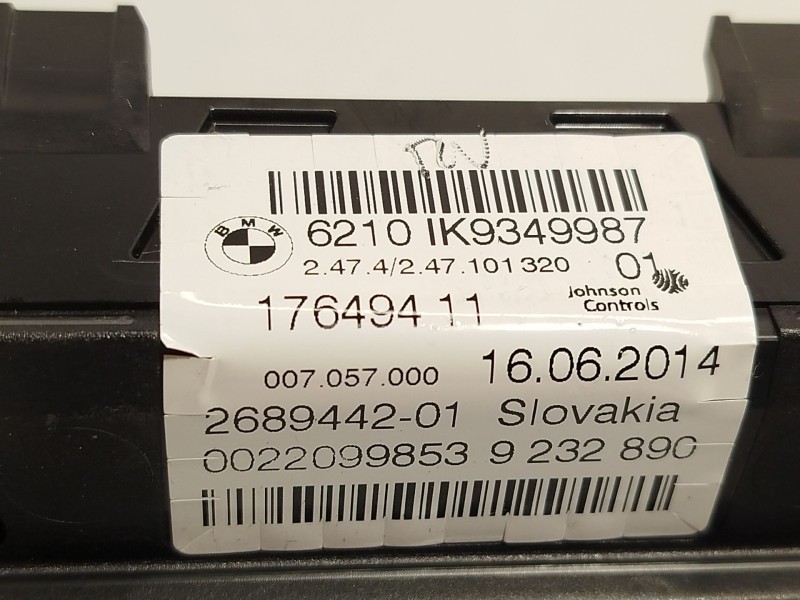 BMW
6210 IK9349987
2.47.4/2.47.101320 01
Johnson
Controls
176494 11
007.057.000 16.06.2014
2689442-01 Slovakia
0022099853 9 232 890